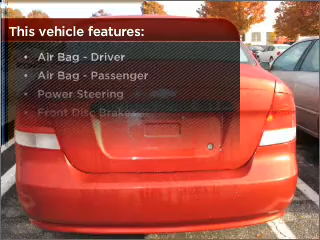 This vehicle features:
• Air Bag - Driver
• Air Bag - Passenger
• Power Steering
• Front Disc Brakes